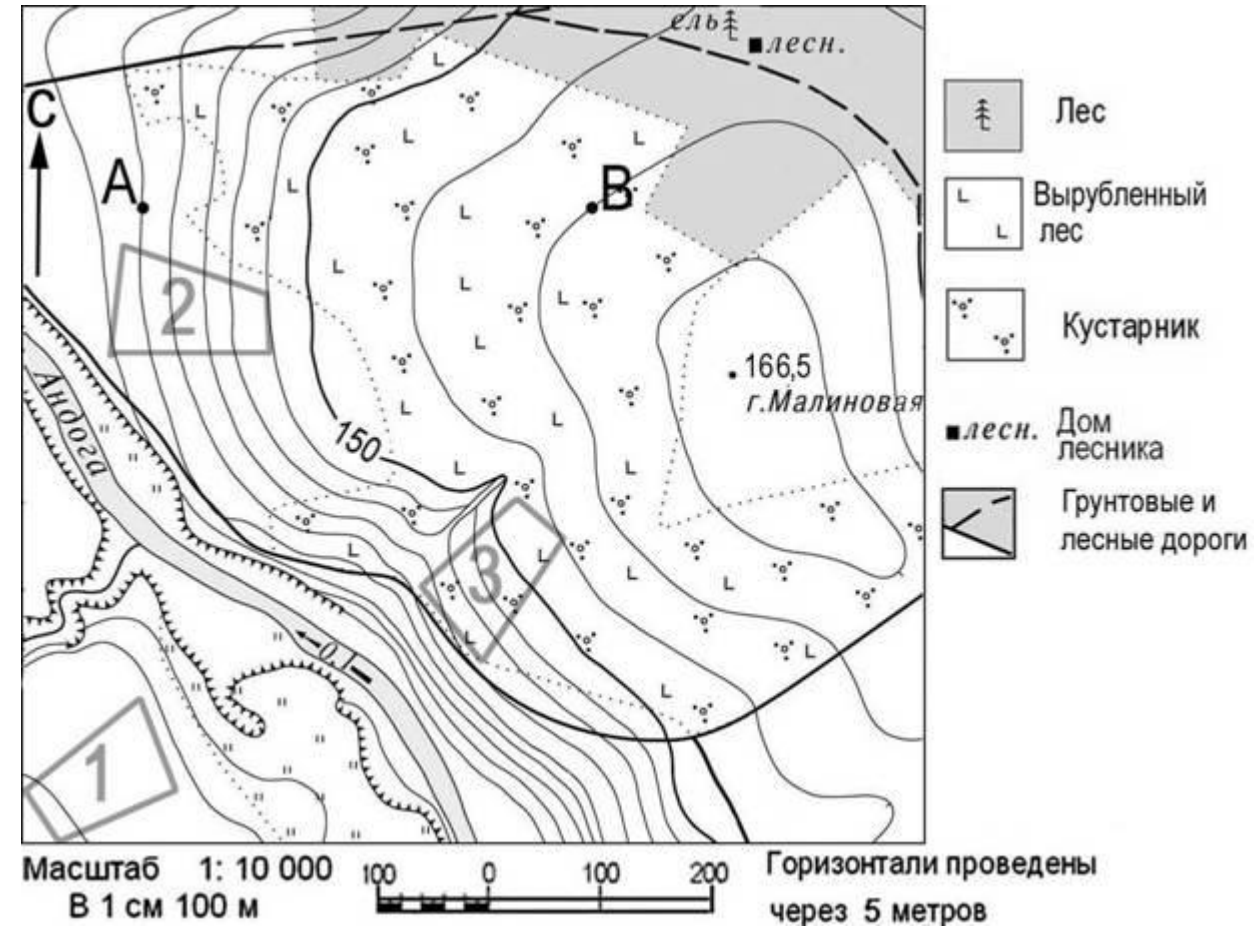 ель
лесн.
С
А
В
2
166,5
г.Малиновая
Андога
150
3
0,1
1
Лес
Вырубленный
лес
Кустарник
лесн. Дом
лесника
Грунтовые и
лесные дороги
Масштаб 1: 10 000
В 1 см 100 м
100 0 100 200
Горизонтали проведены
через 5 метров